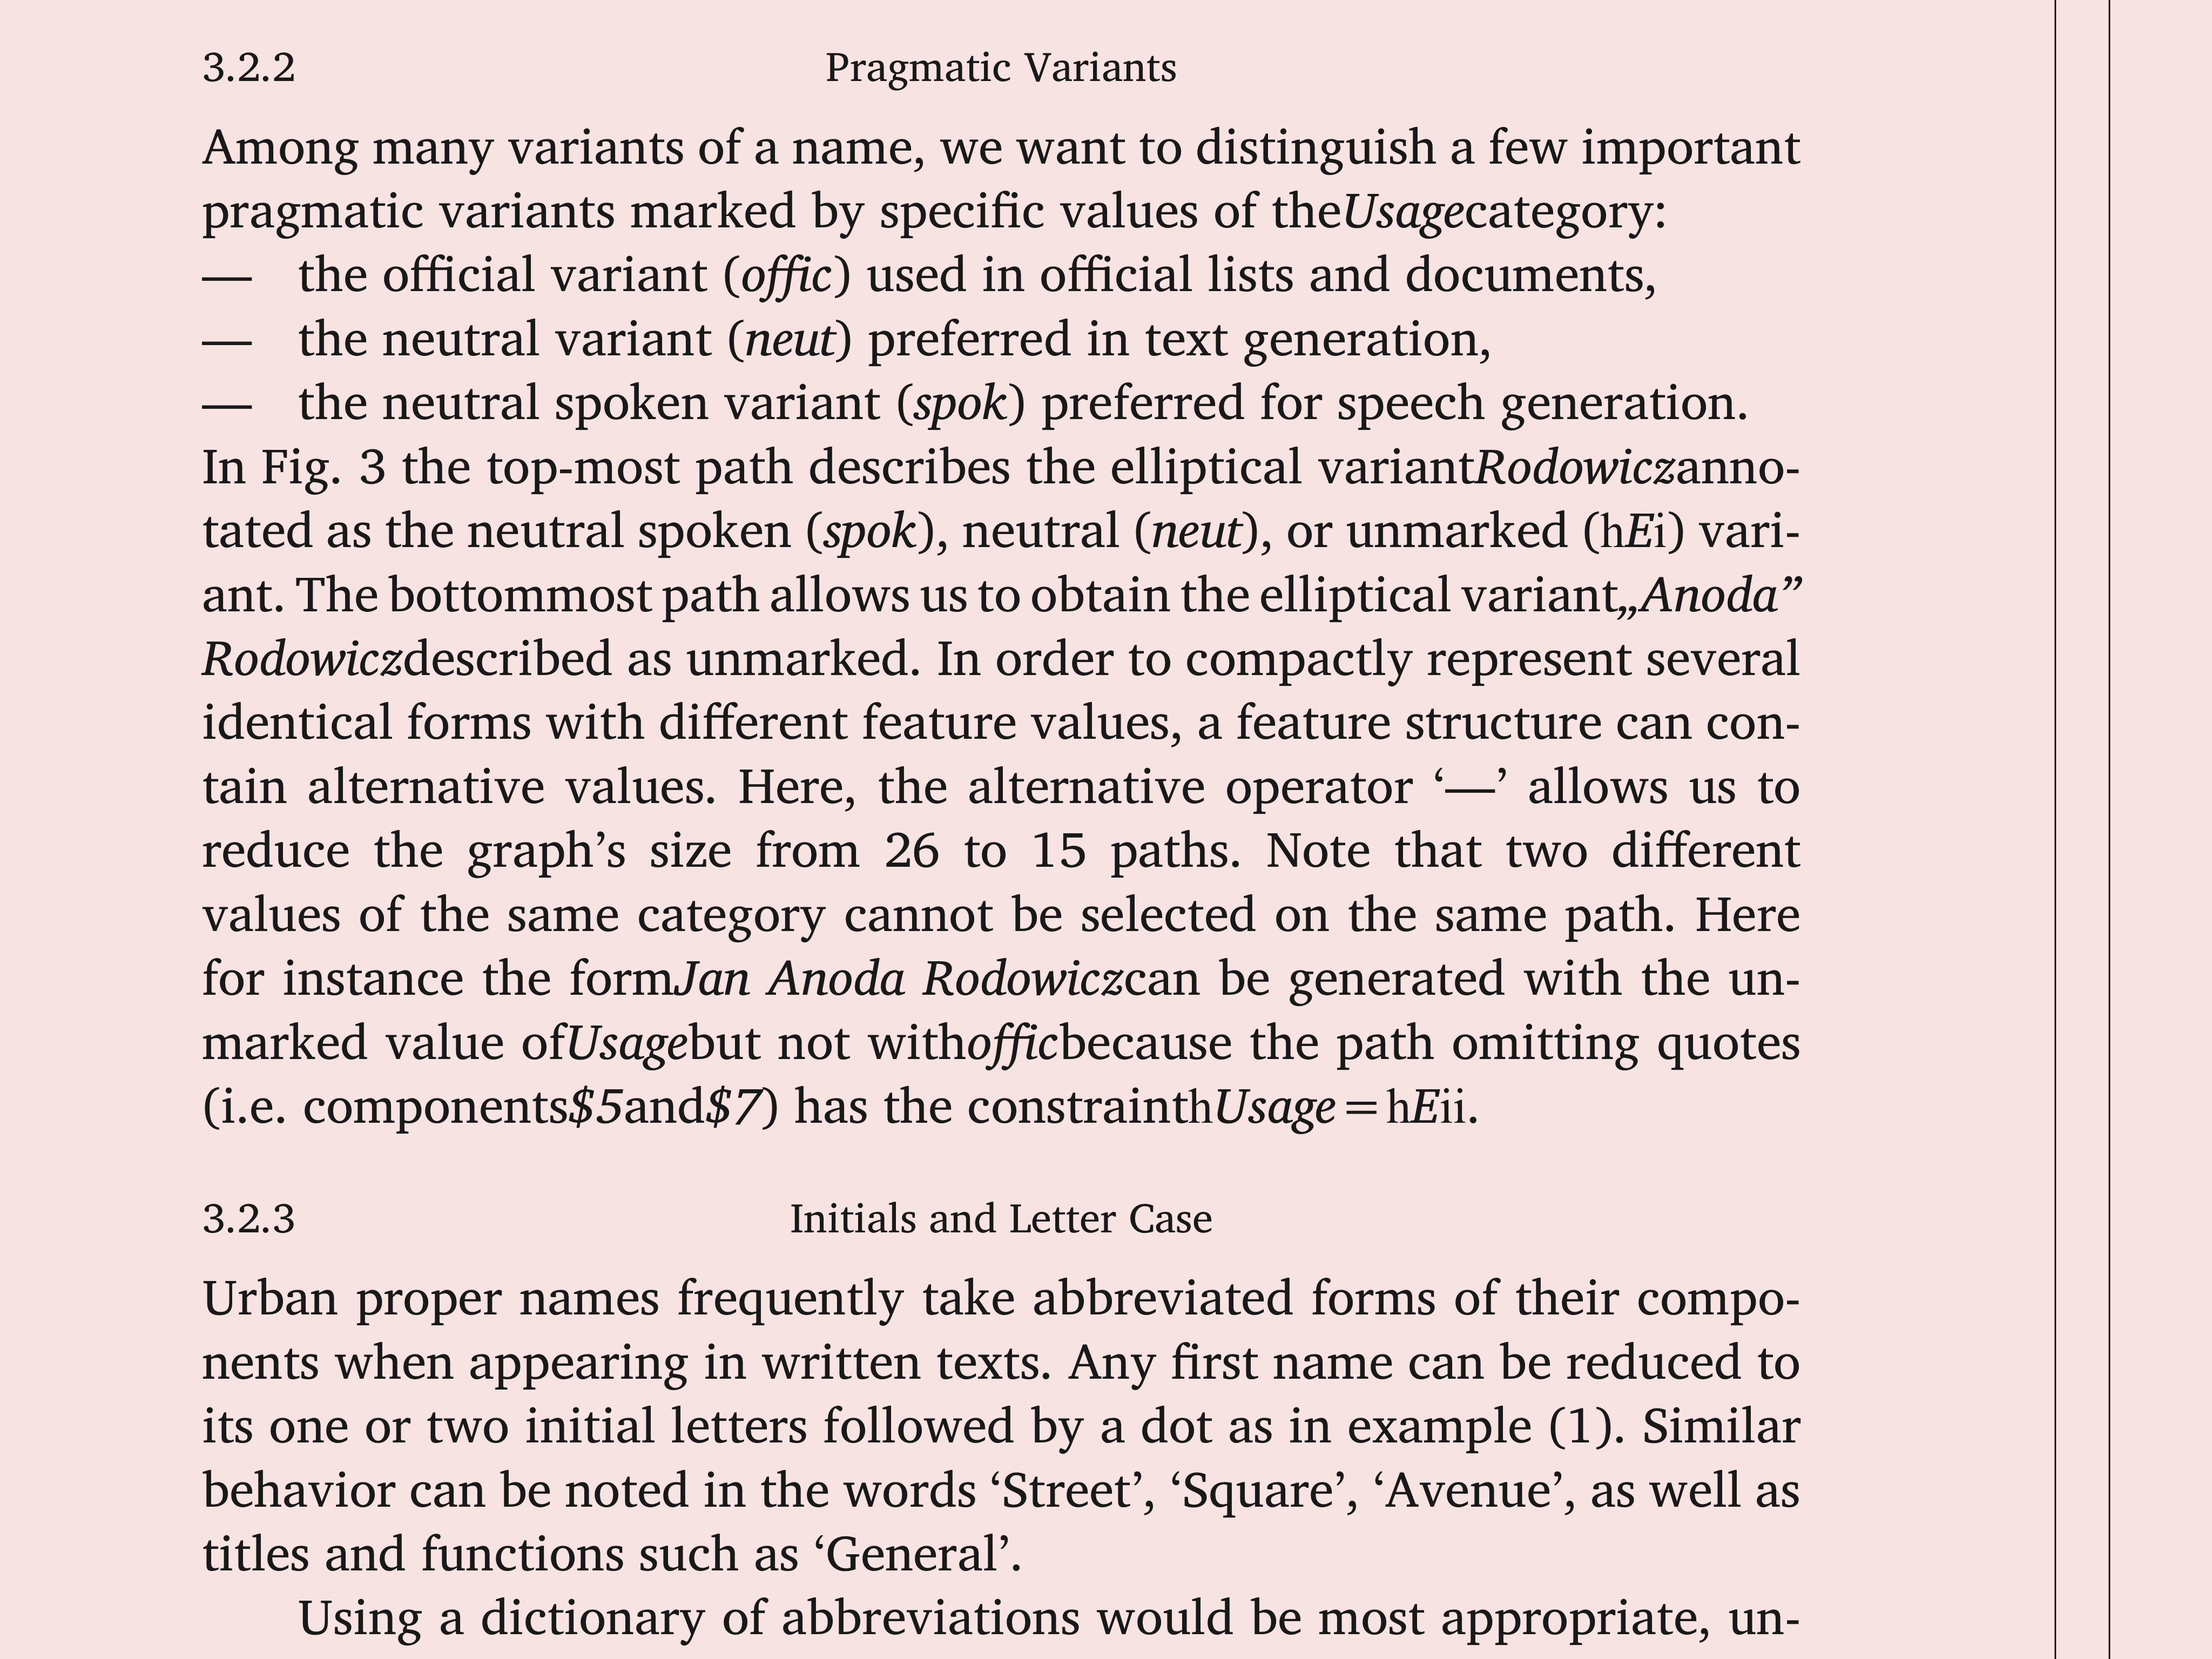 3.2.2 Pragmatic Variants
Among many variants of a name, we want to distinguish a few important
pragmatic variants marked by specific values of theUsagecategory:
— the official variant (offic) used in official lists and documents,
— the neutral variant (neut) preferred in text generation,
— the neutral spoken variant (spok) preferred for speech generation.
In Fig. 3 the top-most path describes the elliptical variantRodowiczanno-
tated as the neutral spoken (spok), neutral (neut), or unmarked (hEi) vari-
ant. The bottommost path allows us to obtain the elliptical variant„Anoda”
Rodowiczdescribed as unmarked. In order to compactly represent several
identical forms with different feature values, a feature structure can con-
tain alternative values. Here, the alternative operator ‘—’ allows us to
reduce the graph’s size from 26 to 15 paths. Note that two different
values of the same category cannot be selected on the same path. Here
for instance the formJan Anoda Rodowiczcan be generated with the un-
marked value ofUsagebut not withofficbecause the path omitting quotes
(i.e. components$5and$7) has the constrainthUsage = hEii.
3.2.3 Initials and Letter Case
Urban proper names frequently take abbreviated forms of their compo-
nents when appearing in written texts. Any first name can be reduced to
its one or two initial letters followed by a dot as in example (1). Similar
behavior can be noted in the words ‘Street’, ‘Square’, ‘Avenue’, as well as
titles and functions such as ‘General’.
Using a dictionary of abbreviations would be most appropriate, un-